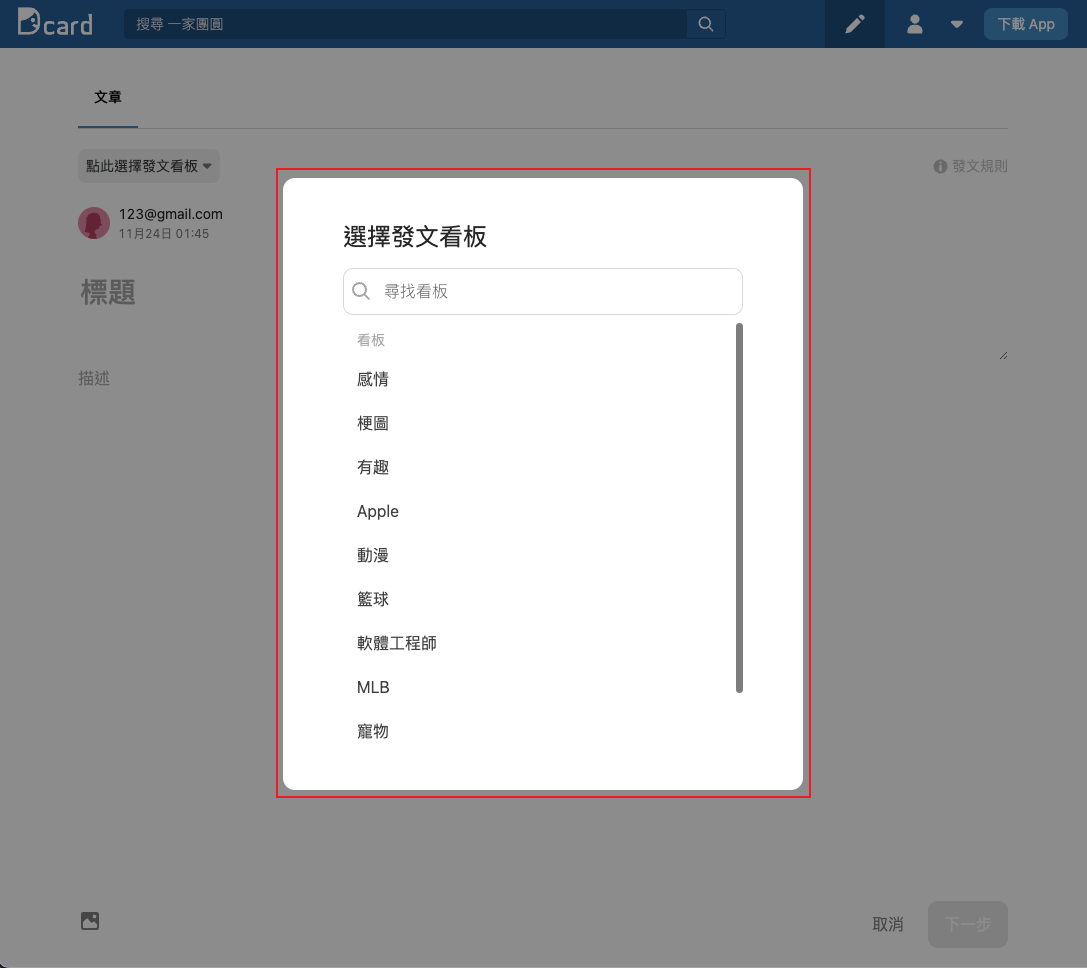 Dcard
搜尋 一家團圓
下載 App
文章
點此選擇發文看板
發文規則
123@gmail.com
11月24日 01:45
標題
描述
選擇發文看板
尋找看板
看板
感情
梗圖
有趣
Apple
動漫
籃球
軟體工程師
MLB
寵物
取消
下一步